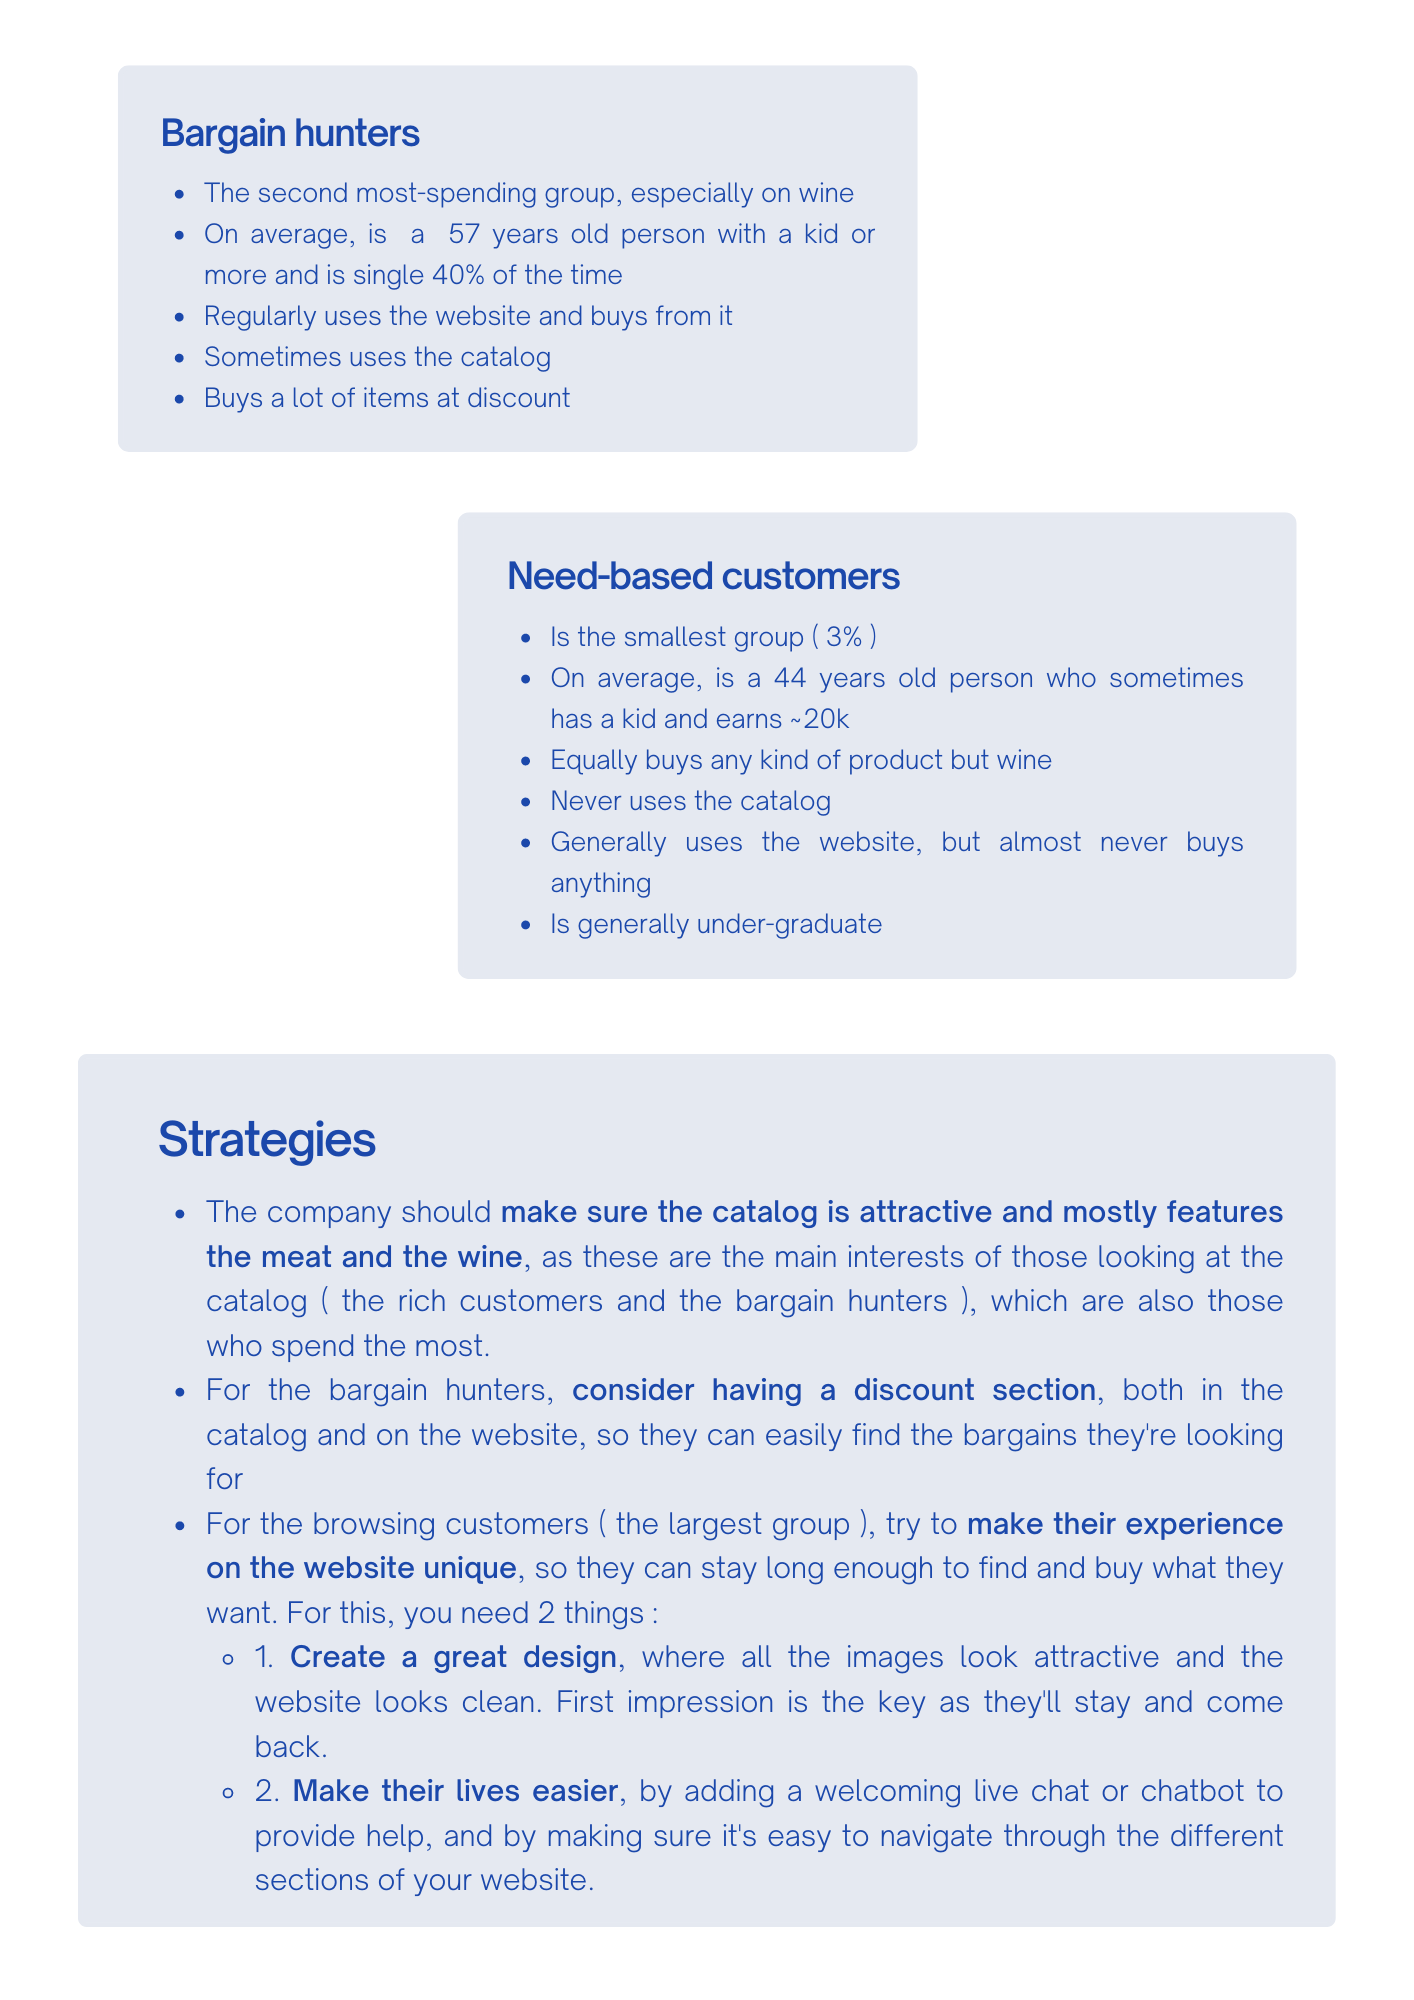 Bargain hunters
• The second most-spending group, especially on wine
• On average, is a 57 years old person with a kid or
more and is single 40% of the time
• Regularly uses the website and buys from it
• Sometimes uses the catalog
• Buys a lot of items at discount
Need-based customers
• Is the smallest group ( 3% )
• On average, is a 44 years old person who sometimes
has a kid and earns ~20k
• Equally buys any kind of product but wine
• Never uses the catalog
• Generally uses the website, but almost never buys
anything
• Is generally under-graduate
Strategies
• The company should make sure the catalog is attractive and mostly features
the meat and the wine, as these are the main interests of those looking at the
catalog ( the rich customers and the bargain hunters ), which are also those
who spend the most.
• For the bargain hunters, consider having a discount section, both in the
catalog and on the website, so they can easily find the bargains they're looking
for
• For the browsing customers ( the largest group ), try to make their experience
on the website unique, so they can stay long enough to find and buy what they
want. For this, you need 2 things :
◦ 1. Create a great design, where all the images look attractive and the
website looks clean. First impression is the key as they'll stay and come
back.
◦ 2. Make their lives easier, by adding a welcoming live chat or chatbot to
provide help, and by making sure it's easy to navigate through the different
sections of your website.